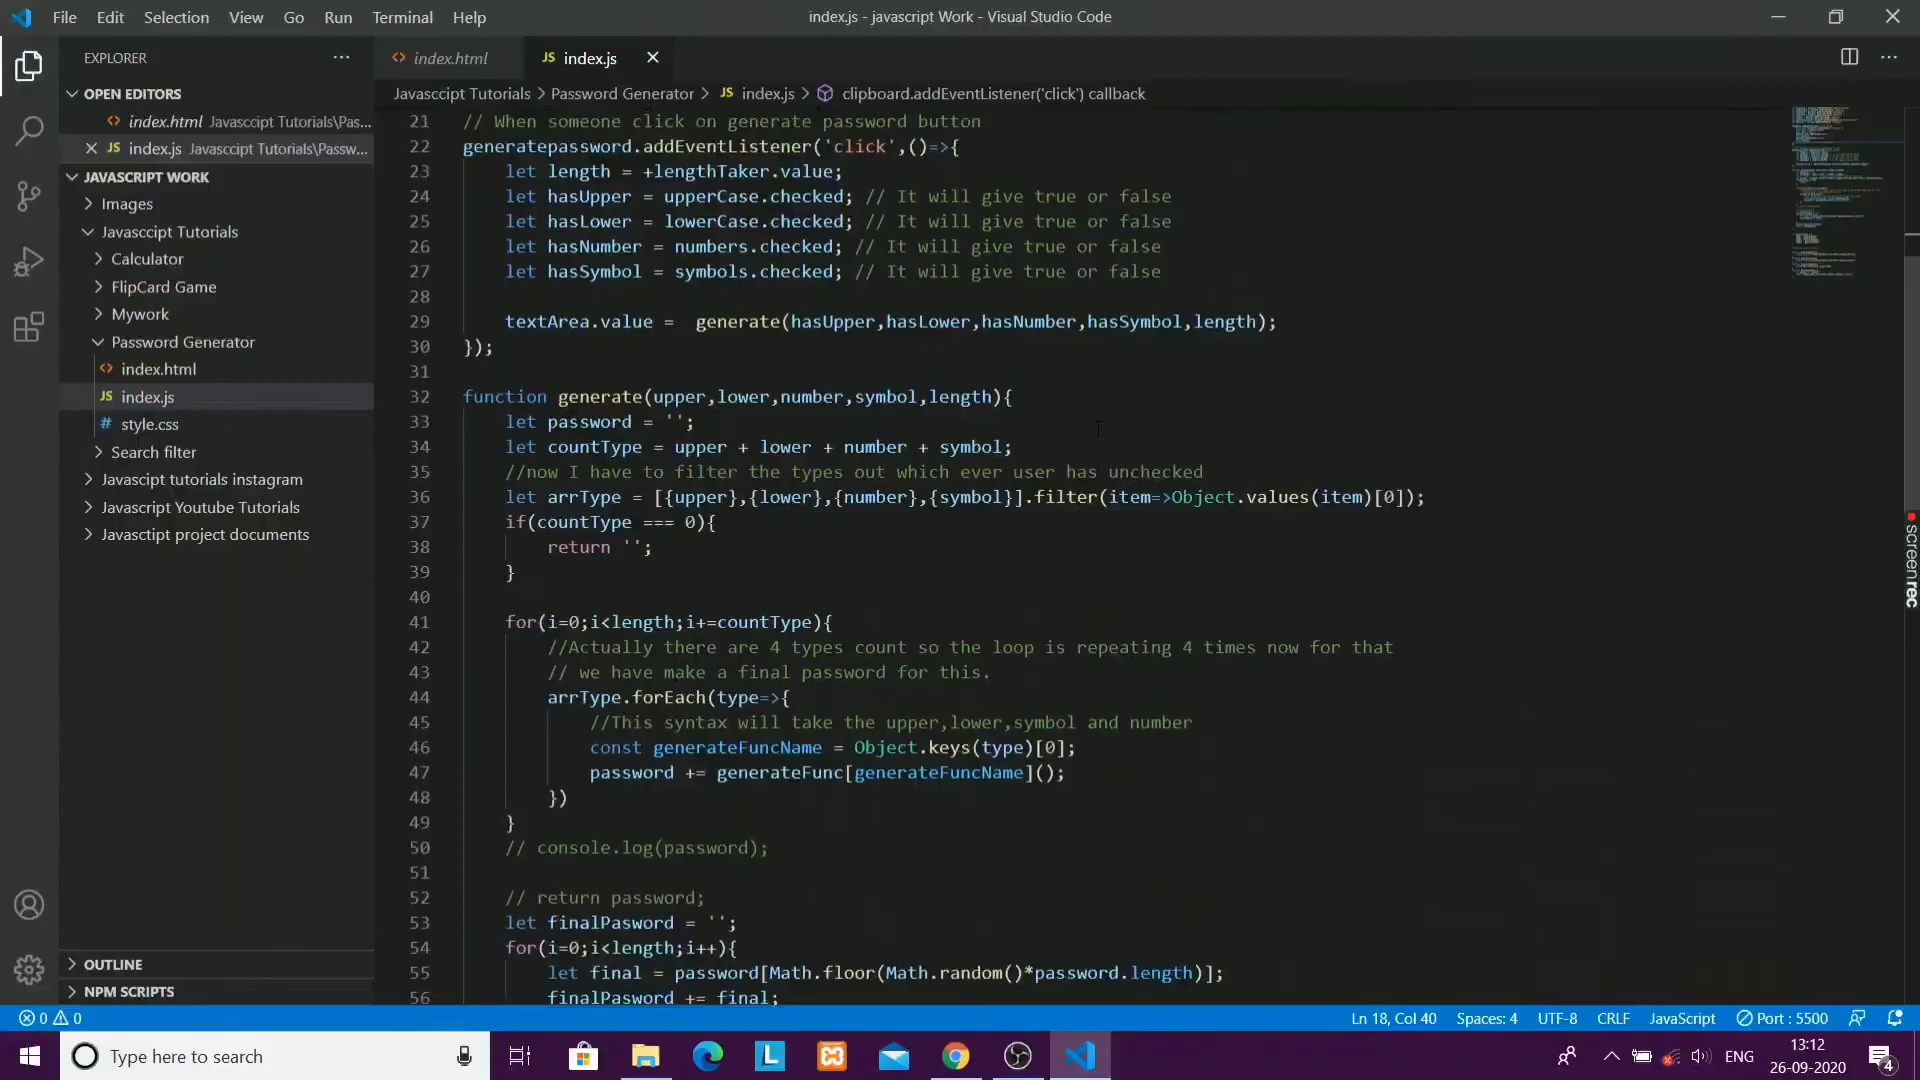 File Edit Selection View Go Run Terminal Help
index.js - javascript Work - Visual Studio Code
EXPLORER
index.html
JS index.js
OPEN EDITORS
Javasccipt Tutorials > Password Generator > JS index.js > clipboard.addEventListener('click') callback
index.html Javasccipt Tutorials\Pas...
JS index.js Javasccipt Tutorials\Passw...
JAVASCRIPT WORK
Images
Javasccipt Tutorials
Calculator
FlipCard Game
Mywork
Password Generator
index.html
JS index.js
# style.css
Search filter
Javascipt tutorials instagram
Javascript Youtube Tutorials
Javasctipt project documents
OUTLINE
NPM SCRIPTS
21 // When someone click on generate password button
22 generatepassword.addEventListener('click',()=>{
23 let length = +lengthTaker.value;
24 let hasUpper = upperCase.checked; // It will give true or false
25 let hasLower = lowerCase.checked; // It will give true or false
26 let hasNumber = numbers.checked; // It will give true or false
27 let hasSymbol = symbols.checked; // It will give true or false
28
29 textArea.value =  generate(hasUpper,hasLower,hasNumber,hasSymbol,length);
30 });
31
32 function generate(upper,lower,number,symbol,length){
33 let password = '';
34 let countType = upper + lower + number + symbol;
35 //now I have to filter the types out which ever user has unchecked
36 let arrType = [{upper},{lower},{number},{symbol}].filter(item=>Object.values(item)[0]);
37 if(countType === 0){
38 return '';
39 }
40
41 for(i=0;i<length;i+=countType){
42 //Actually there are 4 types count so the loop is repeating 4 times now for that
43 // we have make a final password for this.
44 arrType.forEach(type=>{
45 //This syntax will take the upper,lower,symbol and number
46 const generateFuncName = Object.keys(type)[0];
47 password += generateFunc[generateFuncName]();
48 })
49 }
50 // console.log(password);
51
52 // return password;
53 let finalPasword = '';
54 for(i=0;i<length;i++){
55 let final = password[Math.floor(Math.random()*password.length)];
56 finalPasword += final;
screenrec
0 0
Ln 18, Col 40 Spaces: 4 UTF-8 CRLF JavaScript Port : 5500
Type here to search
L
ENG
13:12
26-09-2020
4